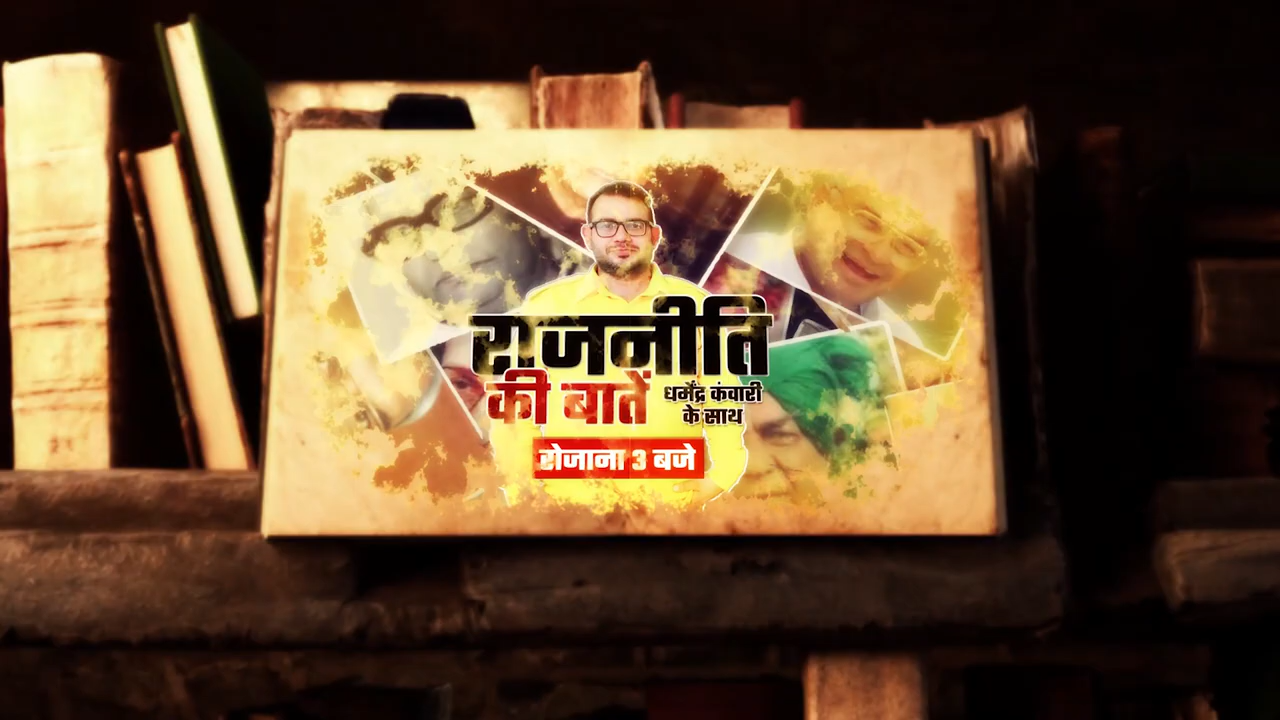 राजनीति
की बातें
धर्मेंद्र कंवारी
के साथ
रोजाना 3 बजे